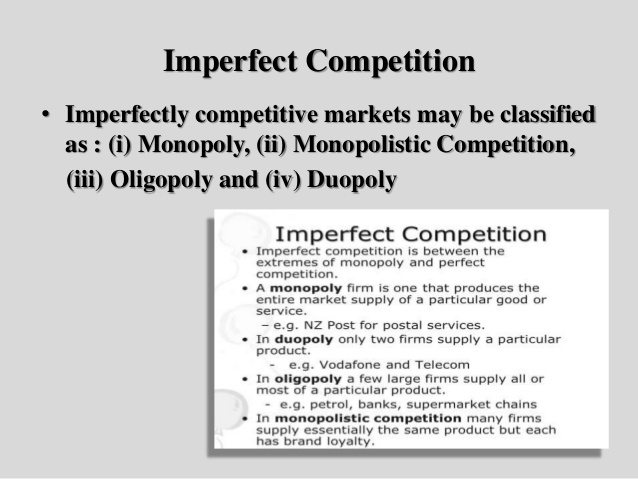 Imperfect Competition
• Imperfectly competitive markets may be classified
as : (i) Monopoly, (ii) Monopolistic Competition,
(iii) Oligopoly and (iv) Duopoly
Imperfect Competition
• Imperfect competition is between the
extremes of monopoly and perfect
competition.
• A monopoly firm is one that produces the
entire market supply of a particular good or
service.
– e.g. NZ Post for postal services.
• In duopoly only two firms supply a particular
product.
- e.g. Vodafone and Telecom
• In oligopoly a few large firms supply all or
most of a particular product.
- e.g. petrol, banks, supermarket chains
• In monopolistic competition many firms
supply essentially the same product but each
has brand loyalty.